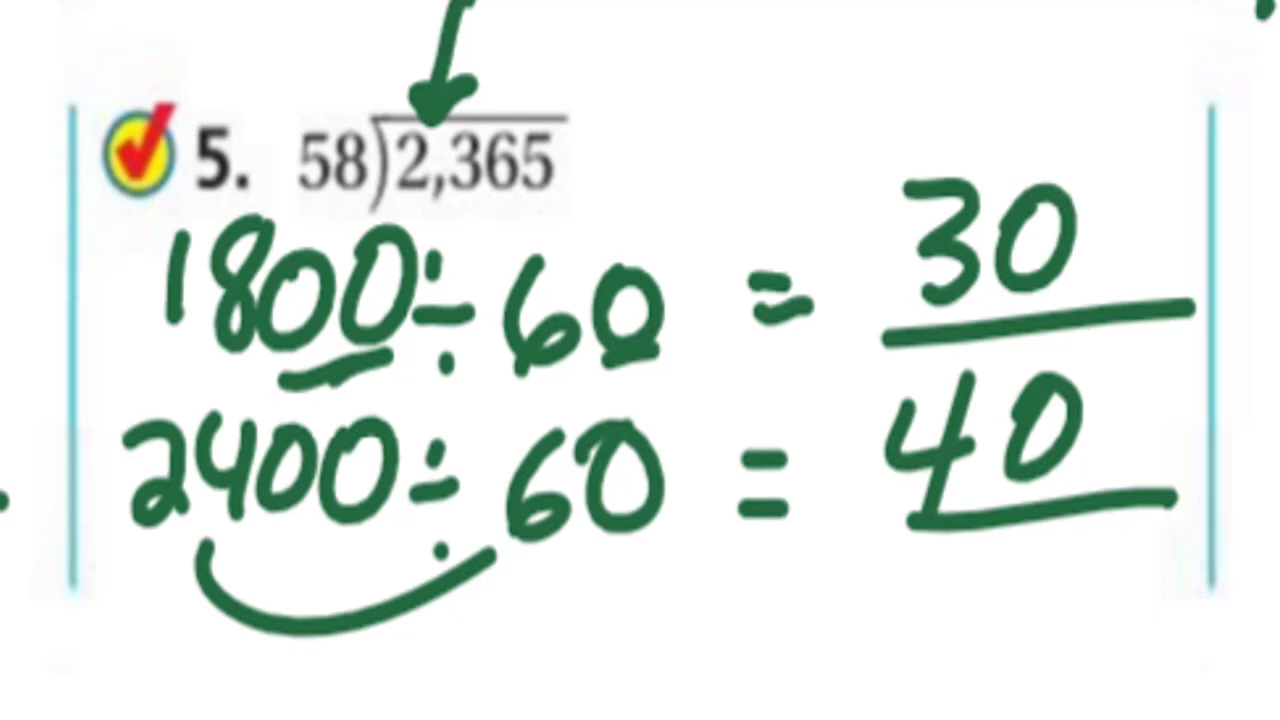 5. 58)2,365
1800 ÷ 60 = 30
2400 ÷ 60 = 40